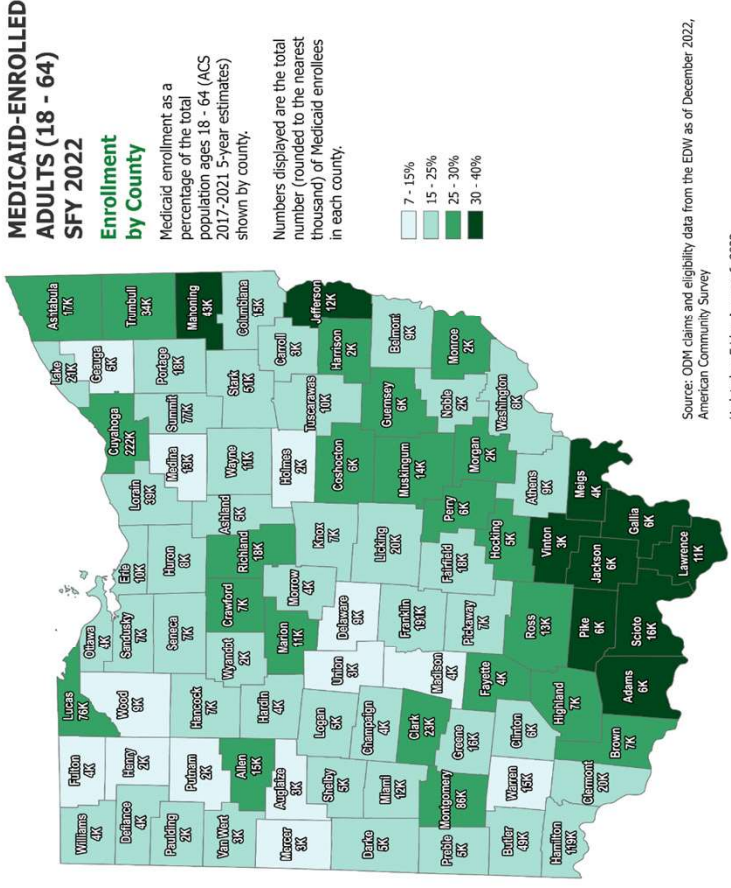 MEDICAID-ENROLLED
ADULTS (18 - 64)
SFY 2022
Enrollment
by County
Medicaid enrollment as a
percentage of the total
population ages 18 - 64 (ACS
2017-2021 5-year estimates)
shown by county.
Numbers displayed are the total
number (rounded to the nearest
thousand) of Medicaid enrollees
in each county.
7 - 15%
15 - 25%
25 - 30%
30 - 40%
Williams
4K
Fulton
4K
Lucas
76K
Ottawa
4K
Defiance
4K
Henry
2K
Wood
9K
Sandusky
7K
Erie
10K
Lorain
39K
Cuyahoga
222K
Lake
21K
Geauga
5K
Ashtabula
17K
Trumbull
34K
Paulding
2K
Putnam
2K
Hancock
7K
Seneca
7K
Huron
8K
Medina
13K
Summit
77K
Portage
18K
Mahoning
43K
Van Wert
3K
Allen
15K
Wyandot
2K
Crawford
7K
Richland
18K
Ashland
5K
Wayne
11K
Stark
51K
Columbiana
15K
Mercer
3K
Auglaize
3K
Hardin
4K
Marion
11K
Morrow
4K
Holmes
2K
Carroll
3K
Jefferson
12K
Shelby
5K
Logan
5K
Union
3K
Delaware
9K
Knox
7K
Coshocton
6K
Tuscarawas
10K
Harrison
2K
Darke
5K
Miami
12K
Champaign
4K
Franklin
191K
Licking
20K
Muskingum
14K
Guernsey
6K
Belmont
9K
Preble
5K
Montgomery
86K
Clark
23K
Greene
16K
Madison
4K
Pickaway
7K
Fairfield
18K
Perry
6K
Morgan
2K
Noble
2K
Monroe
2K
Butler
49K
Warren
15K
Clinton
6K
Fayette
4K
Ross
13K
Hocking
5K
Athens
9K
Washington
8K
Hamilton
119K
Clermont
20K
Brown
7K
Highland
7K
Pike
6K
Vinton
3K
Jackson
6K
Meigs
4K
Adams
6K
Scioto
16K
Gallia
6K
Lawrence
11K
Source: ODM claims and eligibility data from the EDW as of December 2022,
American Community Survey